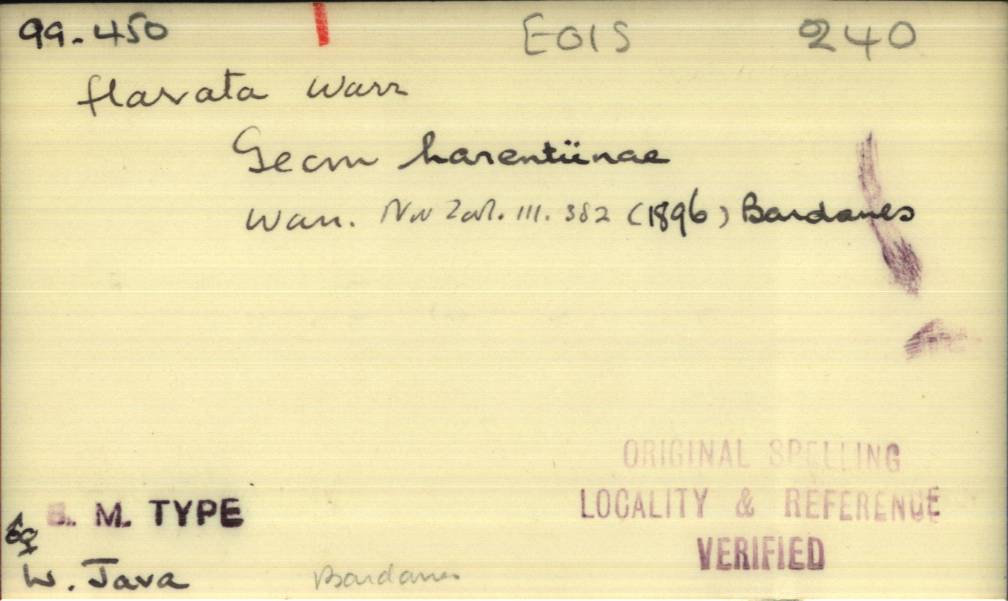 99-450 EOIS 240
flavata Warr
Geom larentiinae
Warr. Nov Zool. III. 382 (1896) Bardanes
ORIGINAL SPELLING
LOCALITY & REFERENCE
VERIFIED
B. M. TYPE
♂♀
W. Java Bardanes